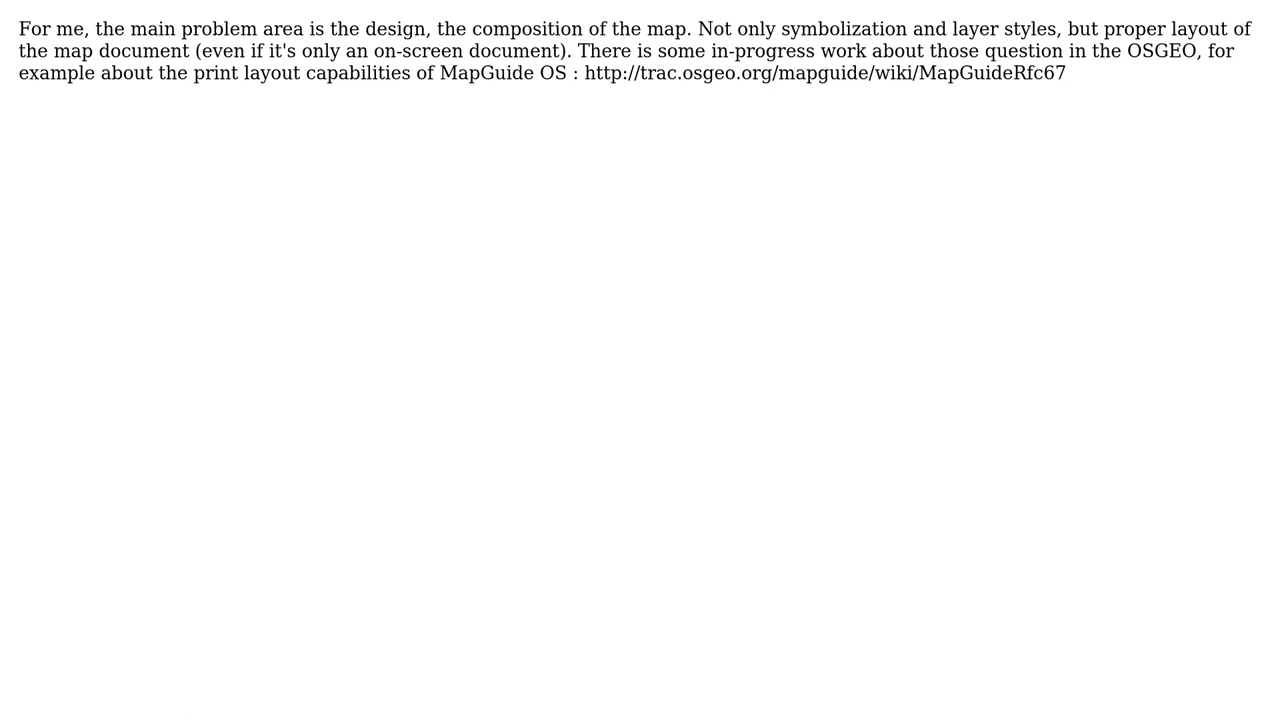 For me, the main problem area is the design, the composition of the map. Not only symbolization and layer styles, but proper layout of
the map document (even if it's only an on-screen document). There is some in-progress work about those question in the OSGEO, for
example about the print layout capabilities of MapGuide OS : http://trac.osgeo.org/mapguide/wiki/MapGuideRfc67